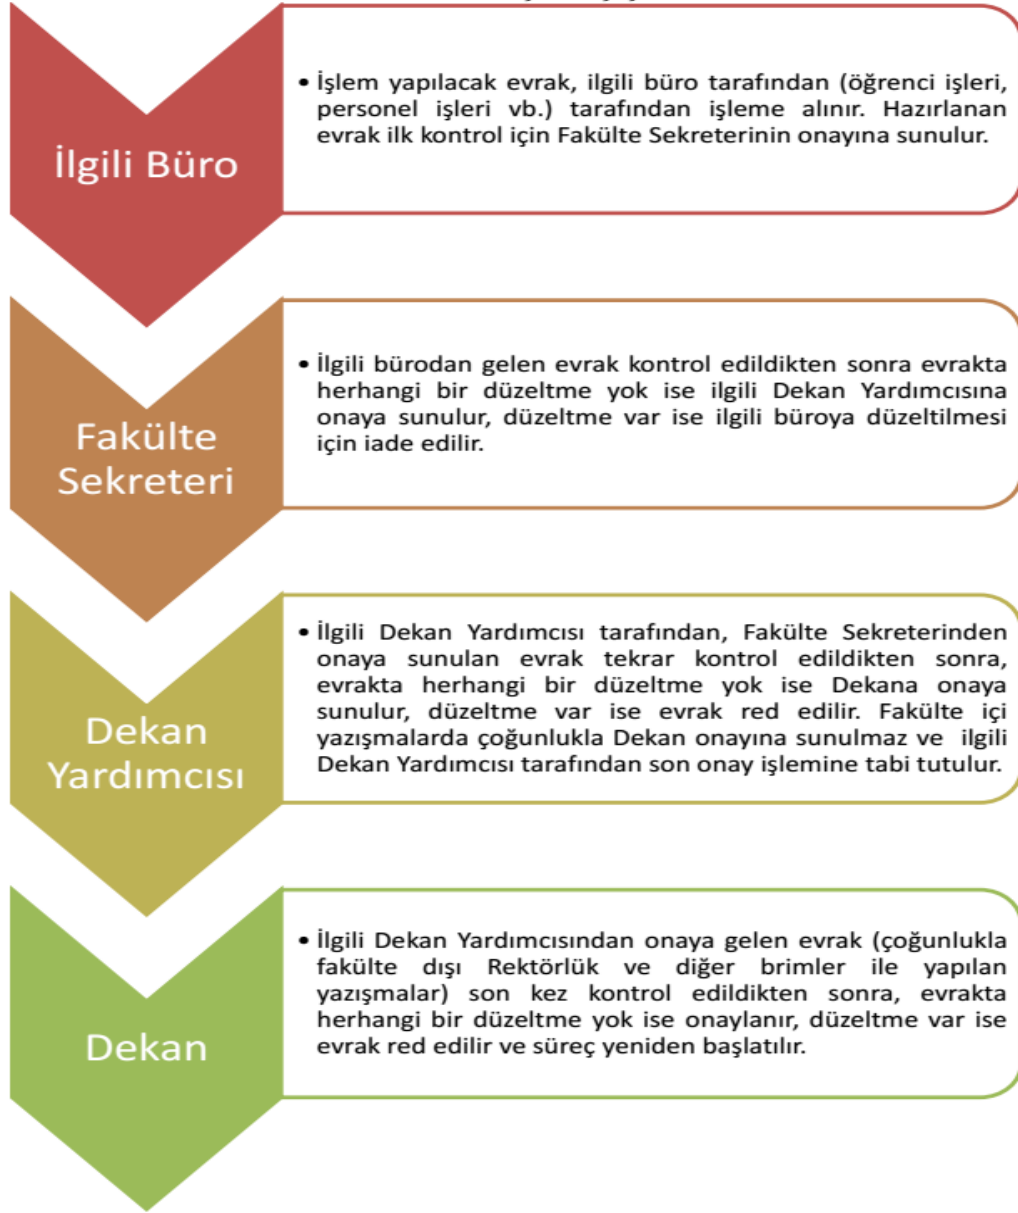 • İşlem yapılacak evrak, ilgili büro tarafından (öğrenci işleri,
personel işleri vb.) tarafından işleme alınır. Hazırlanan
evrak ilk kontrol için Fakülte Sekreterinin onayına sunulur.
İlgili Büro
• İlgili bürodan gelen evrak kontrol edildikten sonra evrakta
herhangi bir düzeltme yok ise ilgili Dekan Yardımcısına
onaya sunulur, düzeltme var ise ilgili büroya düzeltilmesi
için iade edilir.
Fakülte
Sekreteri
• İlgili Dekan Yardımcısı tarafından, Fakülte Sekreterinden
onaya sunulan evrak tekrar kontrol edildikten sonra,
evrakta herhangi bir düzeltme yok ise Dekana onaya
sunulur, düzeltme var ise evrak red edilir. Fakülte içi
yazışmalarda çoğunlukla Dekan onayına sunulmaz ve ilgili
Dekan Yardımcısı tarafından son onay işlemine tabi tutulur.
Dekan
Yardımcısı
• İlgili Dekan Yardımcısından onaya gelen evrak (çoğunlukla
fakülte dışı Rektörlük ve diğer brimler ile yapılan
yazışmalar) son kez kontrol edildikten sonra, evrakta
herhangi bir düzeltme yok ise onaylanır, düzeltme var ise
evrak red edilir ve süreç yeniden başlatılır.
Dekan